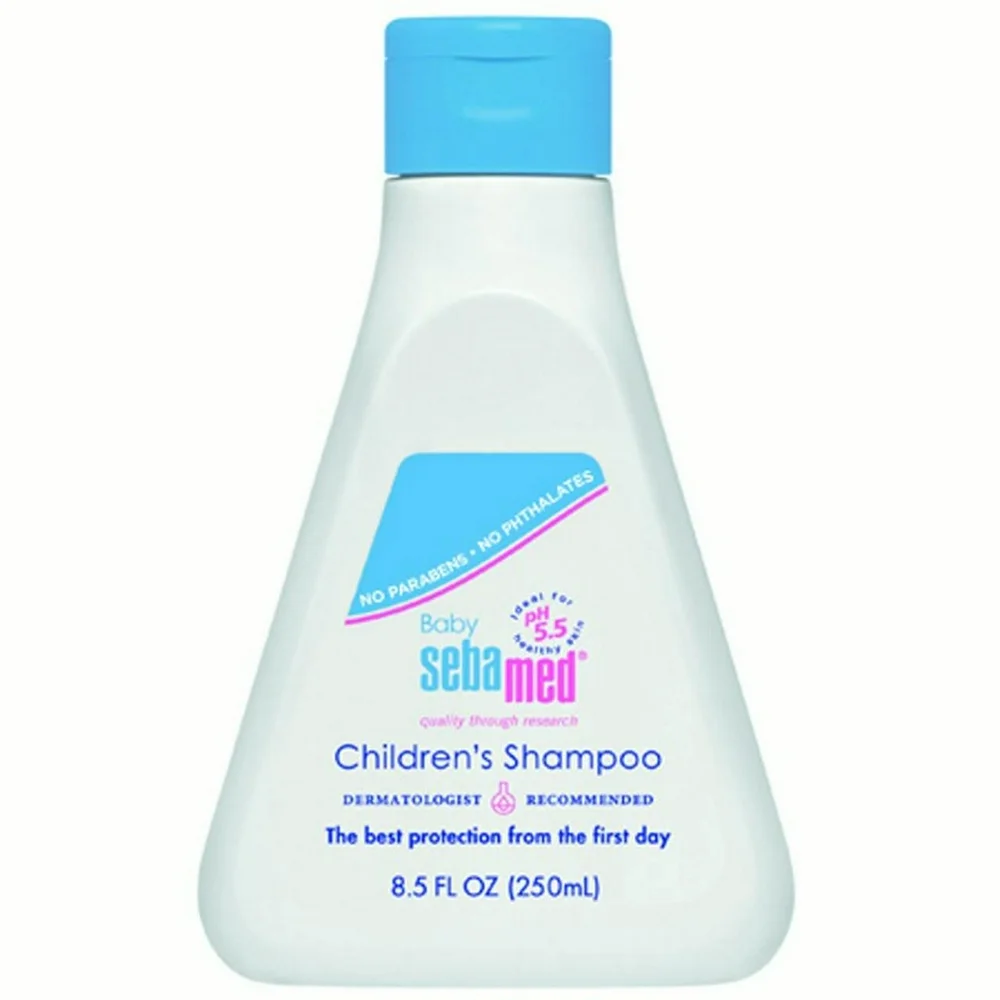 NO PARABENS • NO PHTHALATES
Baby
sebamed®
ideal for
pH
5.5
healthy skin
quality through research
Children's Shampoo
DERMATOLOGIST RECOMMENDED
The best protection from the first day
8.5 FL OZ (250mL)